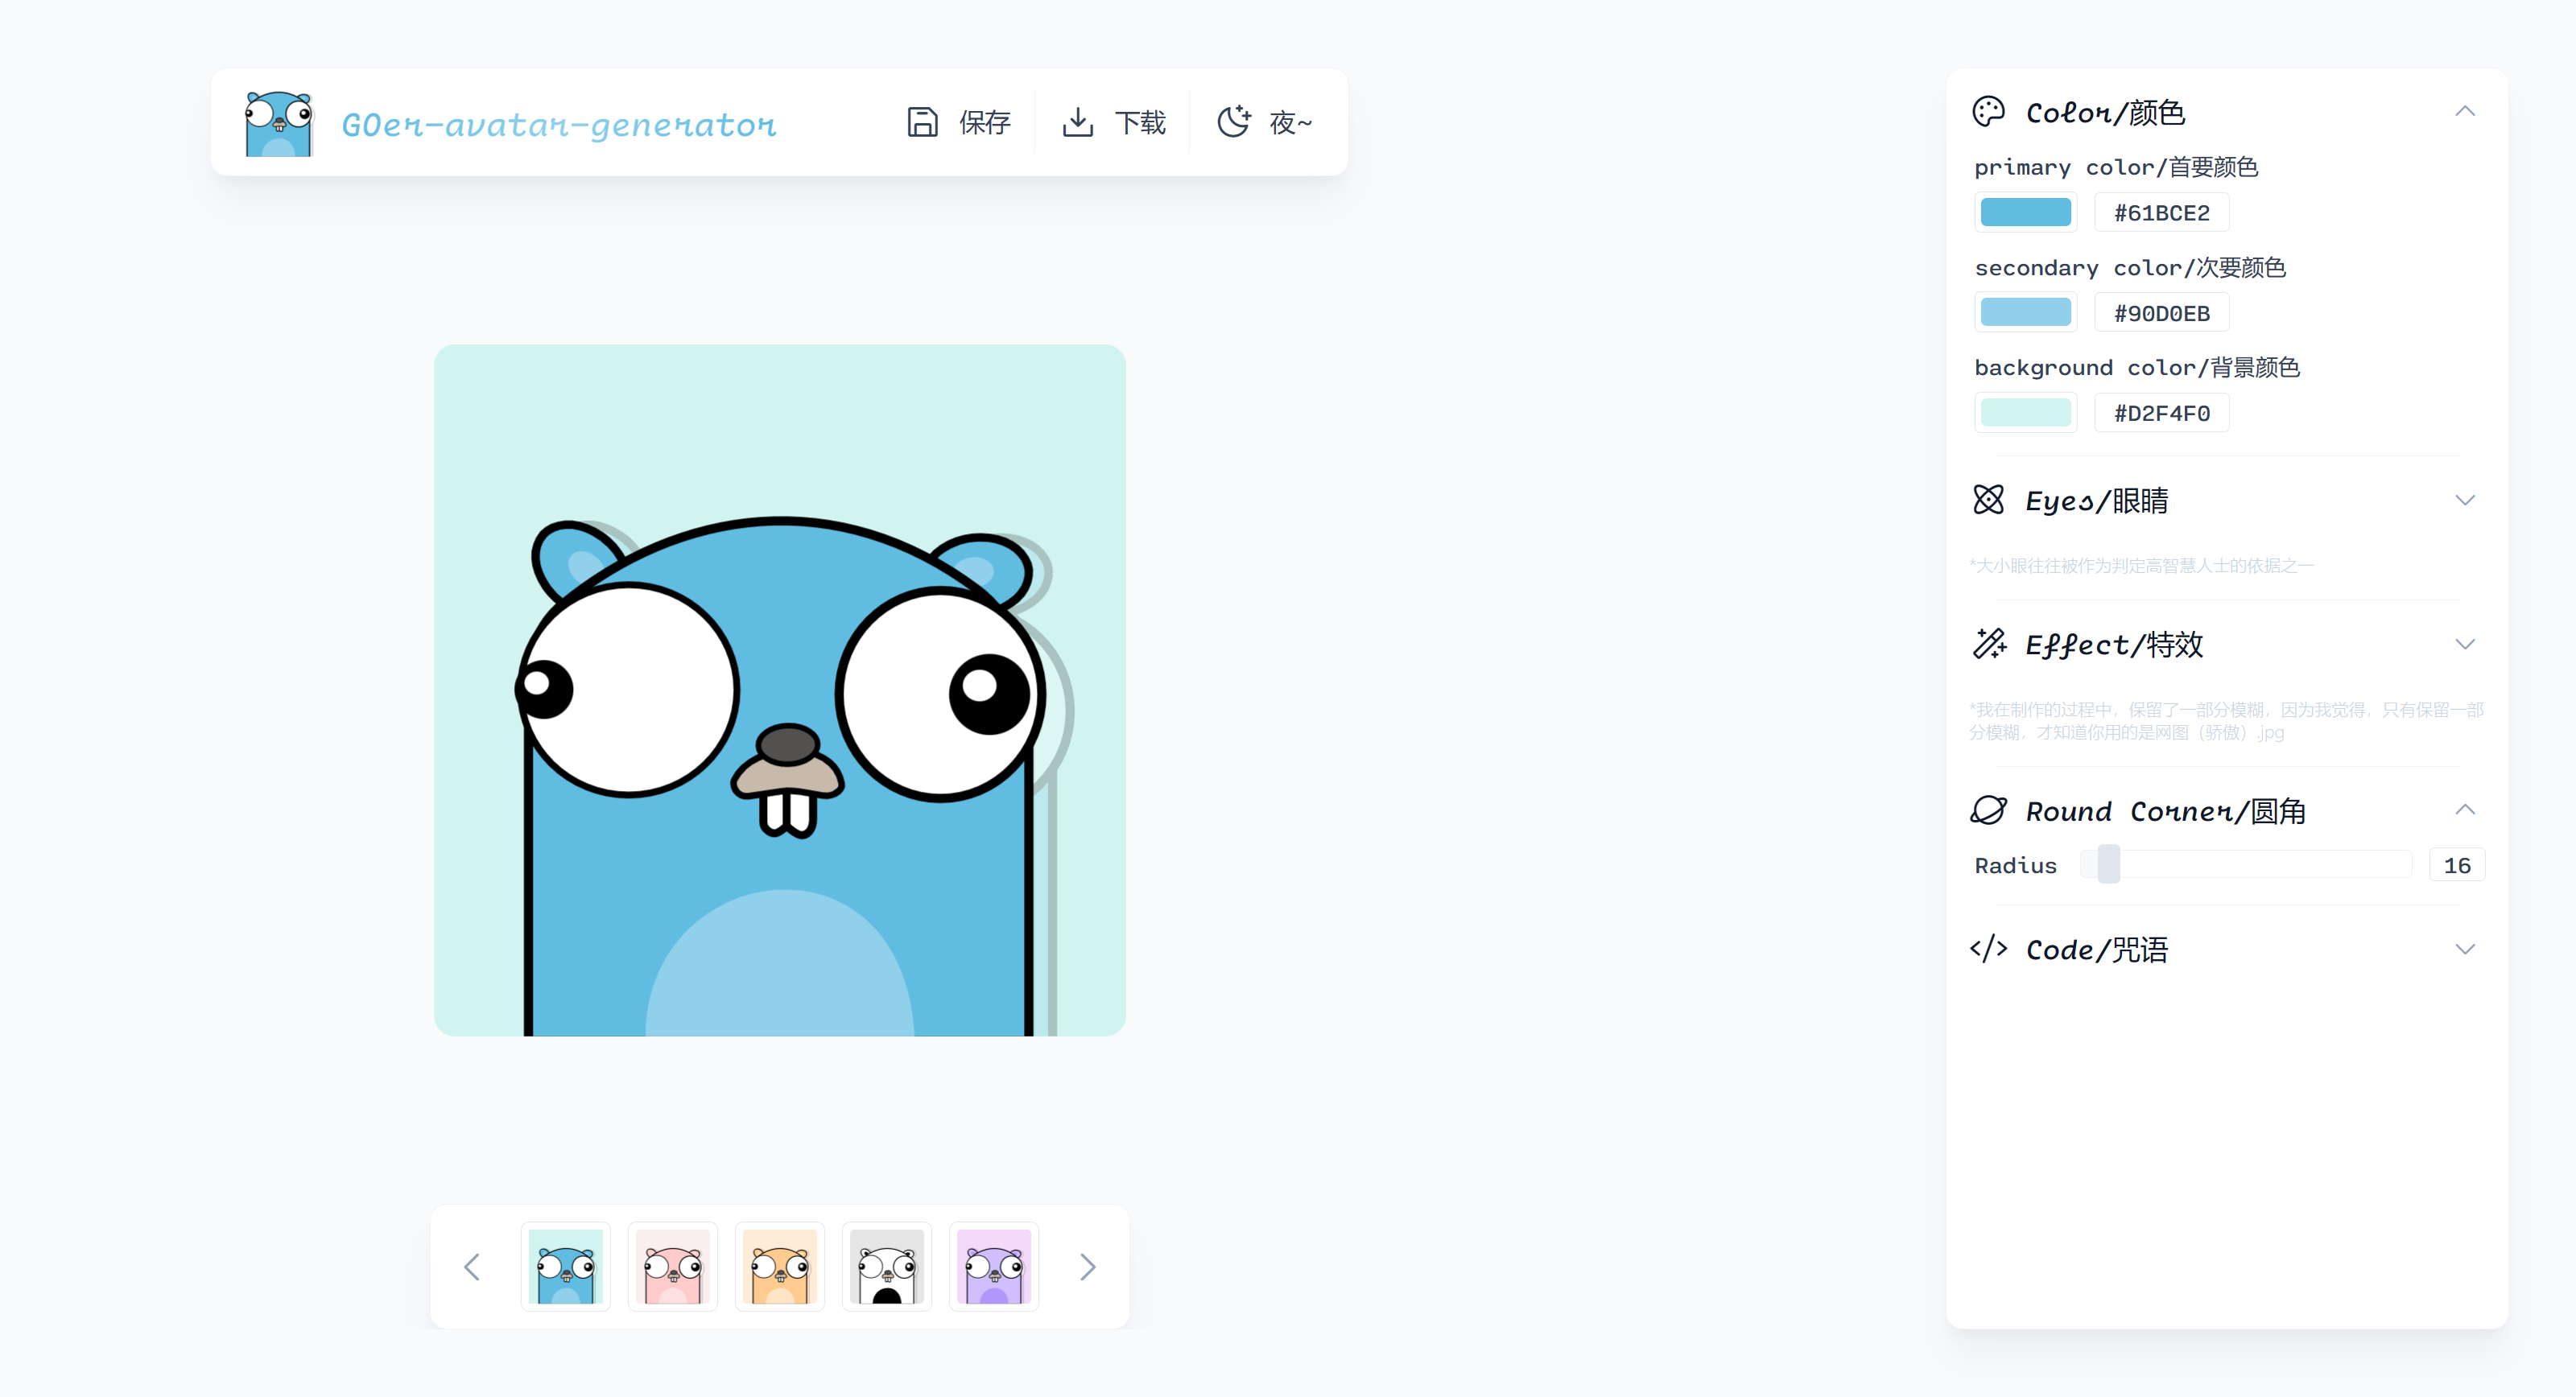 GOer-avatar-generator
保存
下载
夜~
Color/颜色
primary color/首要颜色
#61BCE2
secondary color/次要颜色
#90D0EB
background color/背景颜色
#D2F4F0
Eyes/眼睛
*大小眼往往被作为判定高智慧人士的依据之一
Effect/特效
*我在制作的过程中，保留了一部分模糊，因为我觉得，只有保留一部
分模糊，才知道你用的是网图（骄傲）.jpg
Round Corner/圆角
Radius
16
Code/咒语